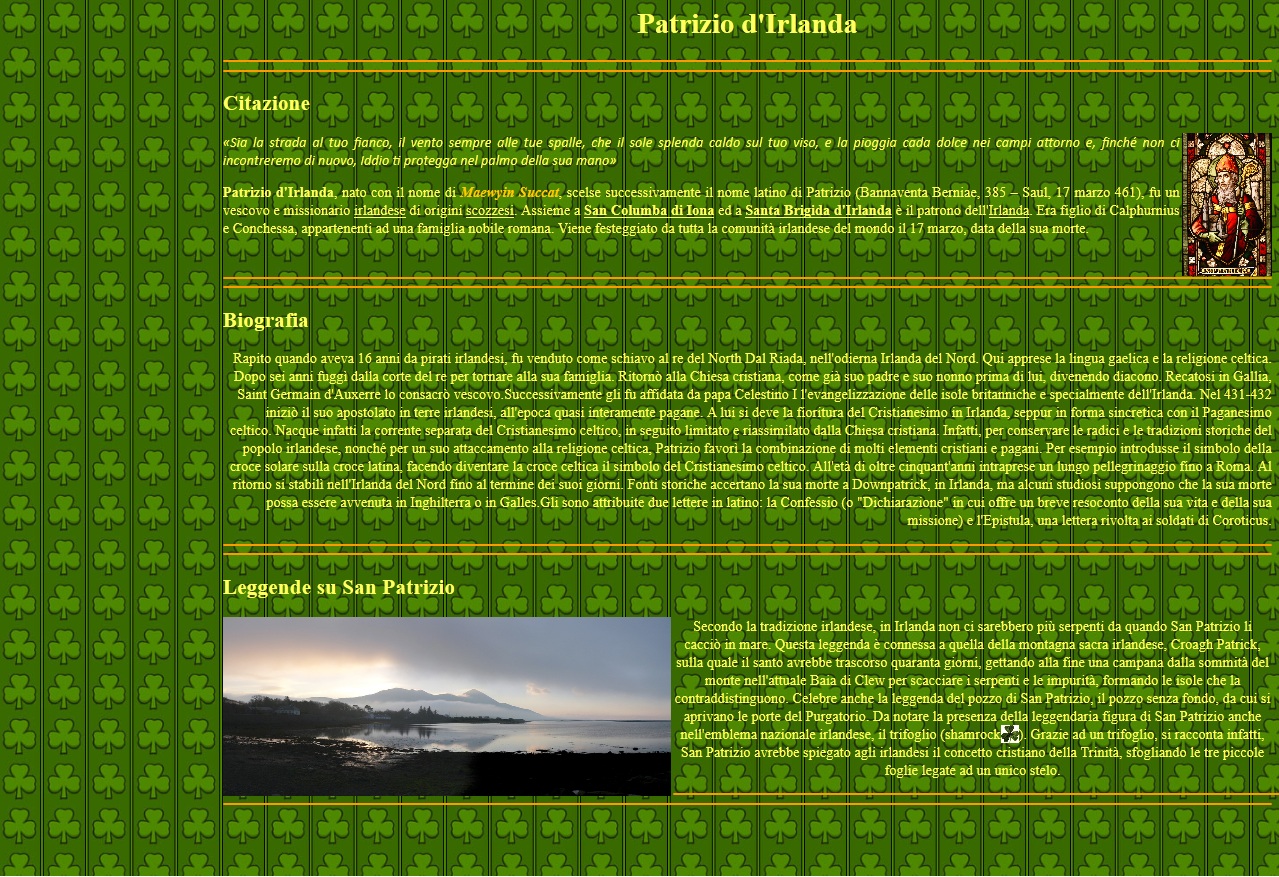 Patrizio d'Irlanda
Citazione
«Sia la strada al tuo fianco, il vento sempre alle tue spalle, che il sole splenda caldo sul tuo viso, e la pioggia cada dolce nei campi attorno e, finché non ci
incontreremo di nuovo, Iddio ti protegga nel palmo della sua mano»
Patrizio d'Irlanda, nato con il nome di Maewyin Succat, scelse successivamente il nome latino di Patrizio (Bannaventa Berniae, 385 – Saul, 17 marzo 461), fu un
vescovo e missionario irlandese di origini scozzesi. Assieme a San Columba di Iona ed a Santa Brigida d'Irlanda è il patrono dell'Irlanda. Era figlio di Calphurnius
e Conchessa, appartenenti ad una famiglia nobile romana. Viene festeggiato da tutta la comunità irlandese del mondo il 17 marzo, data della sua morte.
Biografia
Rapito quando aveva 16 anni da pirati irlandesi, fu venduto come schiavo al re del North Dal Riada, nell'odierna Irlanda del Nord. Qui apprese la lingua gaelica e la religione celtica.
Dopo sei anni fuggì dalla corte del re per tornare alla sua famiglia. Ritornò alla Chiesa cristiana, come già suo padre e suo nonno prima di lui, divenendo diacono. Recatosi in Gallia,
Saint Germain d'Auxerre lo consacrò vescovo.Successivamente gli fu affidata da papa Celestino I l'evangelizzazione delle isole britanniche e specialmente dell'Irlanda. Nel 431-432
iniziò il suo apostolato in terre irlandesi, all'epoca quasi interamente pagane. A lui si deve la fioritura del Cristianesimo in Irlanda, seppur in forma sincretica con il Paganesimo
celtico. Nacque infatti la corrente separata del Cristianesimo celtico, in seguito limitato e riassimilato dalla Chiesa cristiana. Infatti, per conservare le radici e le tradizioni storiche del
popolo irlandese, nonché per un suo attaccamento alla religione celtica, Patrizio favorì la combinazione di molti elementi cristiani e pagani. Per esempio introdusse il simbolo della
croce solare sulla croce latina, facendo diventare la croce celtica il simbolo del Cristianesimo celtico. All'età di oltre cinquant'anni intraprese un lungo pellegrinaggio fino a Roma. Al
ritorno si stabilì nell'Irlanda del Nord fino al termine dei suoi giorni. Fonti storiche accertano la sua morte a Downpatrick, in Irlanda, ma alcuni studiosi suppongono che la sua morte
possa essere avvenuta in Inghilterra o in Galles.Gli sono attribuite due lettere in latino: la Confessio (o "Dichiarazione" in cui offre un breve resoconto della sua vita e della sua
missione) e l'Epistula, una lettera rivolta ai soldati di Coroticus.
Leggende su San Patrizio
Secondo la tradizione irlandese, in Irlanda non ci sarebbero più serpenti da quando San Patrizio li
cacciò in mare. Questa leggenda è connessa a quella della montagna sacra irlandese, Croagh Patrick,
sulla quale il santo avrebbe trascorso quaranta giorni, gettando alla fine una campana dalla sommità del
monte nell'attuale Baia di Clew per scacciare i serpenti e le impurità, formando le isole che la
contraddistinguono. Celebre anche la leggenda del pozzo di San Patrizio, il pozzo senza fondo, da cui si
aprivano le porte del Purgatorio. Da notare la presenza della leggendaria figura di San Patrizio anche
nell'emblema nazionale irlandese, il trifoglio (shamrock). Grazie ad un trifoglio, si racconta infatti,
San Patrizio avrebbe spiegato agli irlandesi il concetto cristiano della Trinità, sfogliando le tre piccole
foglie legate ad un unico stelo.